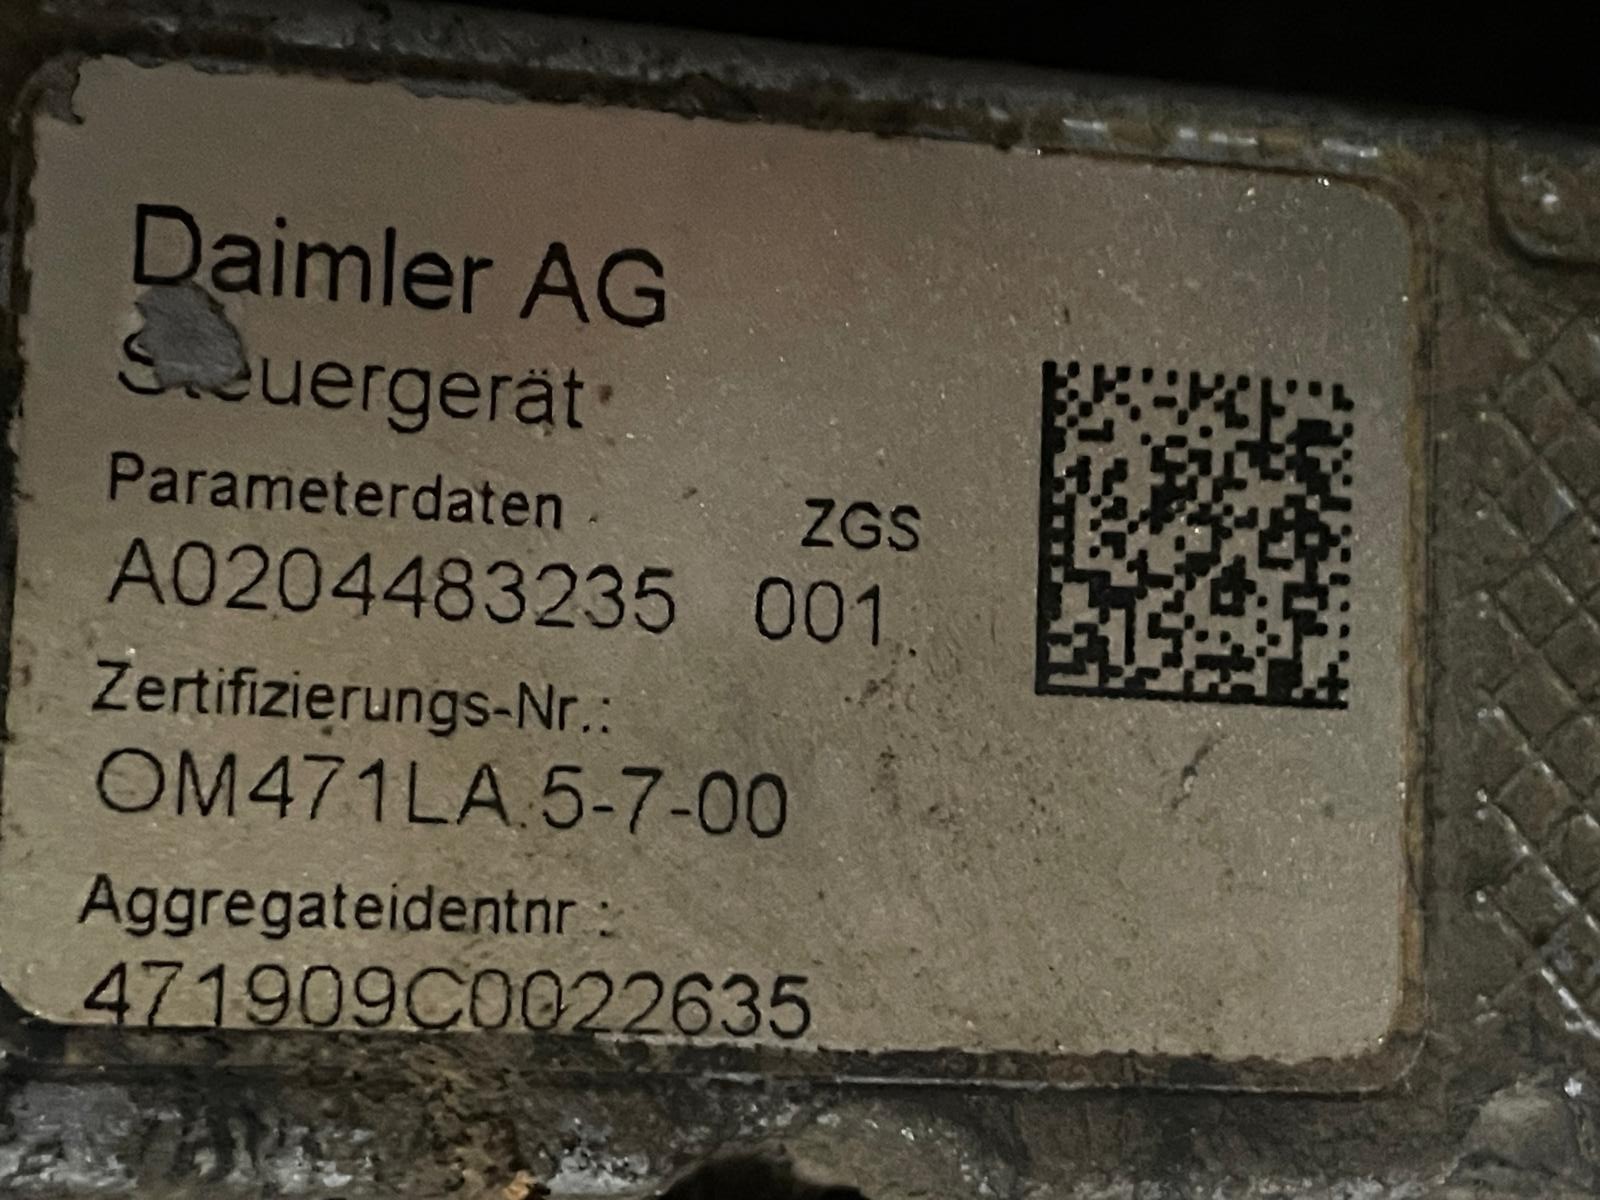 Daimler AG
Steuergerät
Parameterdaten ZGS
A0204483235 001
Zertifizierungs-Nr.:
OM471LA.5-7-00
Aggregateidentnr :
471909C0022635